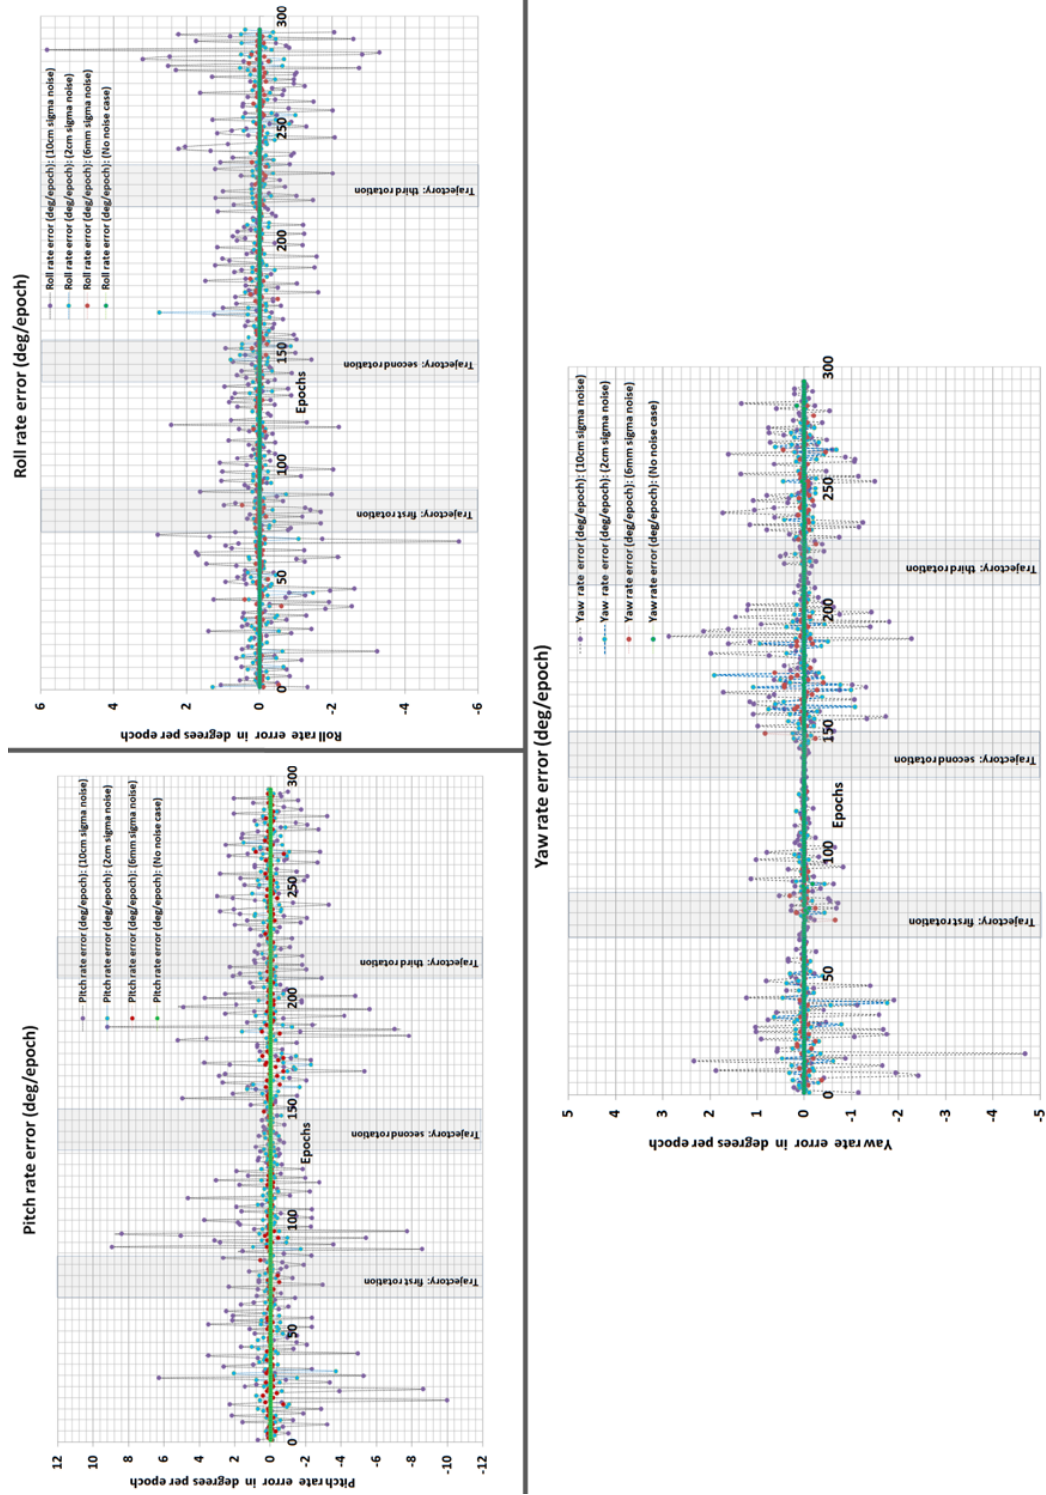 Pitch rate error (deg/epoch)
Pitch rate error (deg/epoch): (10cm sigma noise)
Pitch rate error (deg/epoch): (2cm sigma noise)
Pitch rate error (deg/epoch): (6mm sigma noise)
Pitch rate error (deg/epoch): (No noise case)
Pitch rate error in degrees per epoch
12
10
8
6
4
2
0
-2
-4
-6
-8
-10
-12
0
50
100
150
200
250
300
Epochs
Trajectory: first rotation
Trajectory: second rotation
Trajectory: third rotation
Roll rate error (deg/epoch)
Roll rate error (deg/epoch): (10cm sigma noise)
Roll rate error (deg/epoch): (2cm sigma noise)
Roll rate error (deg/epoch): (6mm sigma noise)
Roll rate error (deg/epoch): (No noise case)
Roll rate error in degrees per epoch
6
4
2
0
-2
-4
-6
0
50
100
150
200
250
300
Epochs
Trajectory: first rotation
Trajectory: second rotation
Trajectory: third rotation
Yaw rate error (deg/epoch)
Yaw rate error (deg/epoch): (10cm sigma noise)
Yaw rate error (deg/epoch): (2cm sigma noise)
Yaw rate error (deg/epoch): (6mm sigma noise)
Yaw rate error (deg/epoch): (No noise case)
Yaw rate error in degrees per epoch
5
4
3
2
1
0
-1
-2
-3
-4
-5
0
50
100
150
200
250
300
Epochs
Trajectory: first rotation
Trajectory: second rotation
Trajectory: third rotation